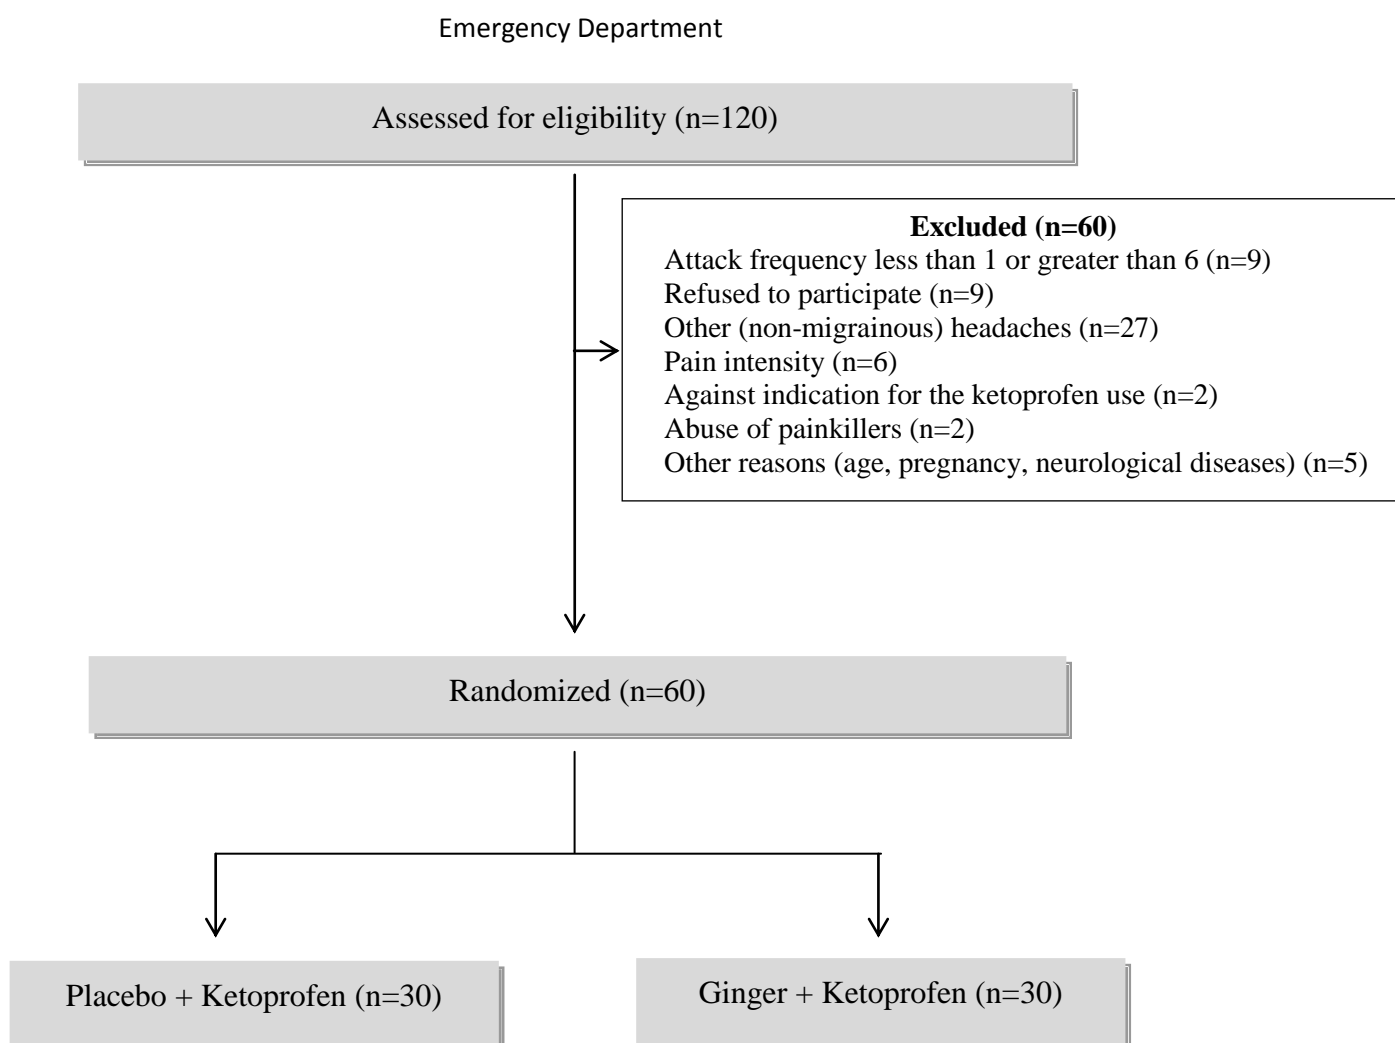 Emergency Department
Assessed for eligibility (n=120)
Excluded (n=60)
Attack frequency less than 1 or greater than 6 (n=9)
Refused to participate (n=9)
Other (non-migrainous) headaches (n=27)
Pain intensity (n=6)
Against indication for the ketoprofen use (n=2)
Abuse of painkillers (n=2)
Other reasons (age, pregnancy, neurological diseases) (n=5)
Randomized (n=60)
Placebo + Ketoprofen (n=30)
Ginger + Ketoprofen (n=30)